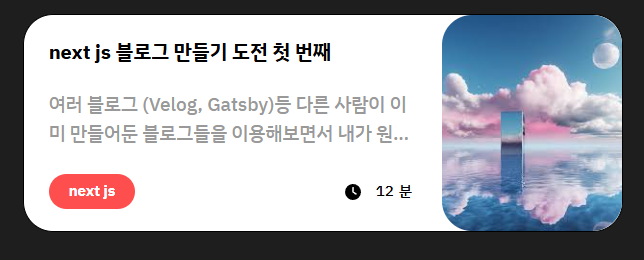 next js 블로그 만들기 도전 첫 번째
여러 블로그 (Velog, Gatsby)등 다른 사람이 이
미 만들어둔 블로그들을 이용해보면서 내가 원...
next js
12 분